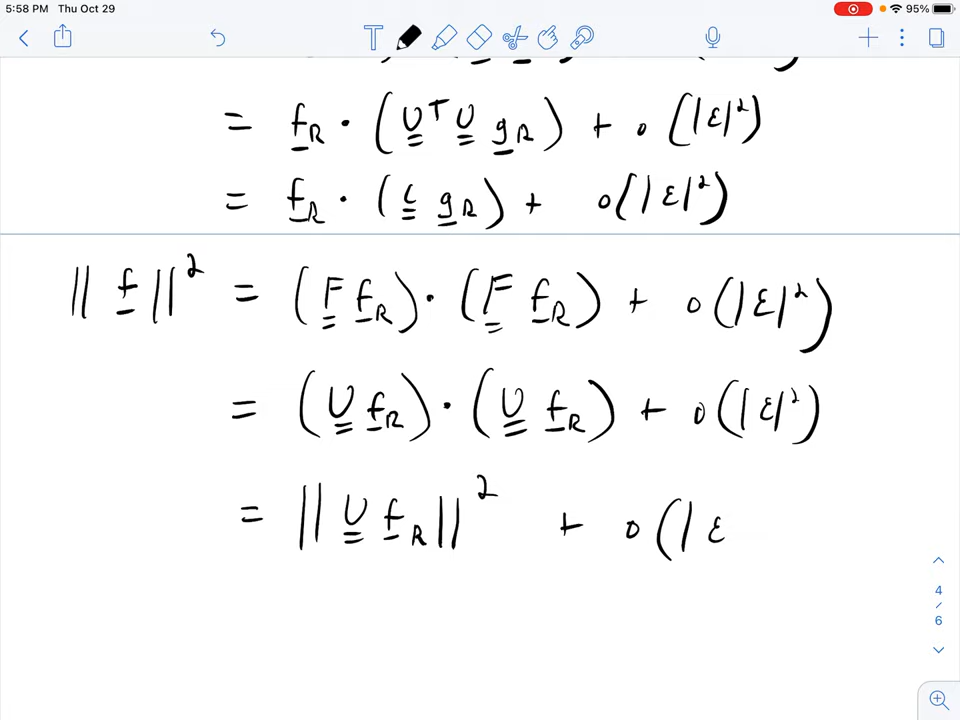 5:58 PM Thu Oct 29 95%
T
= f_R · (U^T U g_R) + o(|ε|²)
= f_R · (C g_R) + o(|ε|²)
‖f‖² = (F f_R) · (F f_R) + o(|ε|²)
= (U f_R) · (U f_R) + o(|ε|²)
= ‖U f_R‖² + o(|ε
4
/
6